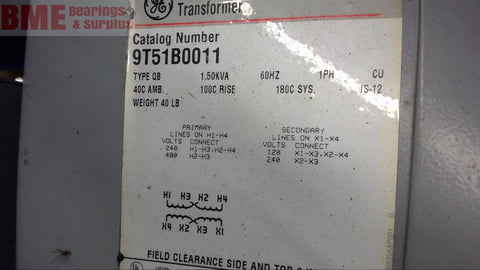 BME Bearings & Surplus
GE Transformer
Catalog Number
9T51B0011
TYPE QB 1.50KVA 60HZ 1PH CU
40C AMB. 100C RISE 180C SYS. IS-12
WEIGHT 40 LB
PRIMARY
LINES ON H1-H4
VOLTS CONNECT
240 H1-H3,H2-H4
480 H2-H3
SECONDARY
LINES ON X1-X4
VOLTS CONNECT
120 X1-X3,X2-X4
240 X2-X3
H1 H3 H2 H4
X4 X2 X3 X1
FIELD CLEARANCE SIDE AND TOP